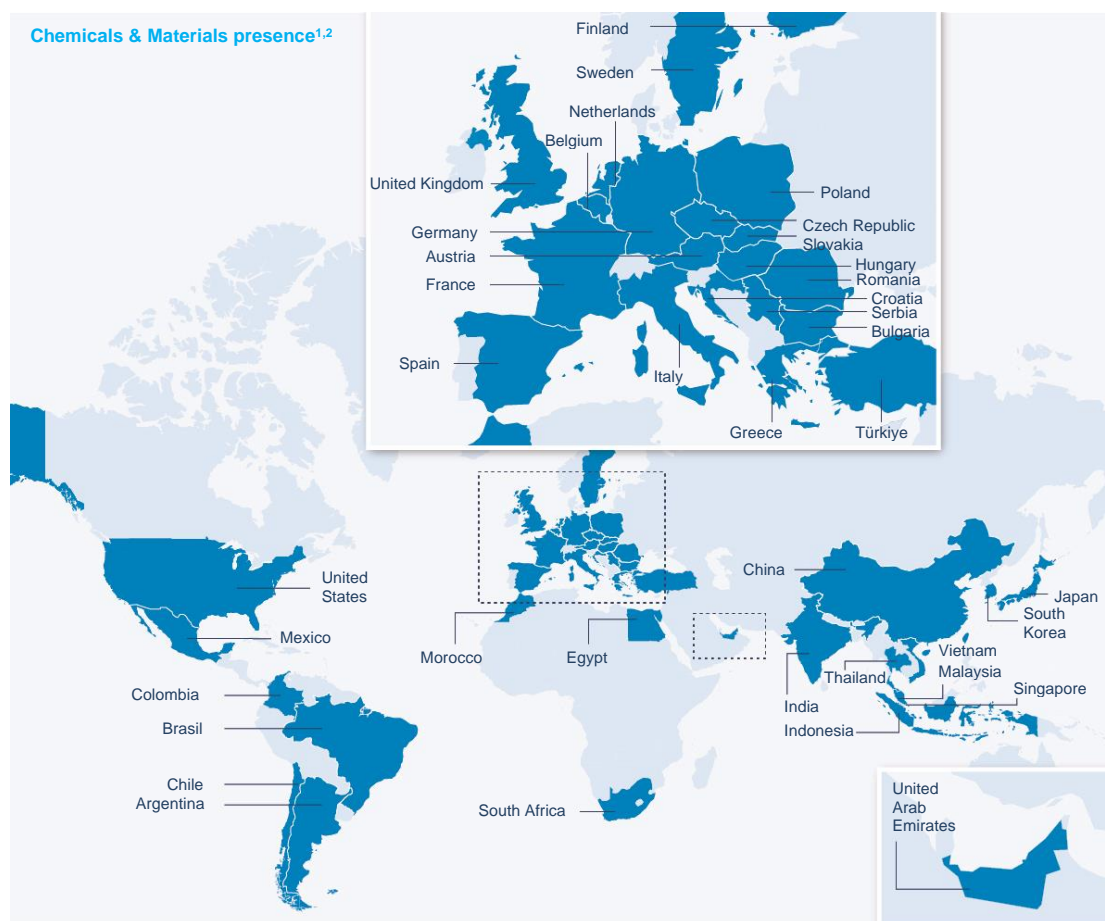 Chemicals & Materials presence1,2
Finland
Sweden
Netherlands
Belgium
United Kingdom
Poland
Czech Republic
Germany
Slovakia
Austria
Hungary
France
Romania
Croatia
Serbia
Bulgaria
Spain
Italy
Greece
Türkiye
United
States
Mexico
Morocco
Egypt
China
Japan
South
Korea
Vietnam
Thailand
Malaysia
Singapore
India
Indonesia
Colombia
Brasil
Chile
Argentina
South Africa
United
Arab
Emirates